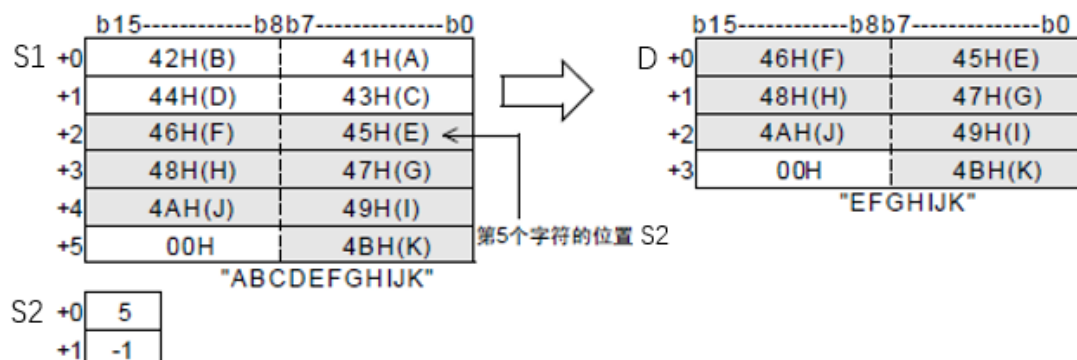 b15------------b8b7--------------b0
S1 +0 42H(B) 41H(A)
+1 44H(D) 43H(C)
+2 46H(F) 45H(E)
+3 48H(H) 47H(G)
+4 4AH(J) 49H(I)
+5 00H 4BH(K)
"ABCDEFGHIJK"
第5个字符的位置 S2
S2 +0 5
+1 -1
b15------------b8b7--------------b0
D +0 46H(F) 45H(E)
+1 48H(H) 47H(G)
+2 4AH(J) 49H(I)
+3 00H 4BH(K)
"EFGHIJK"